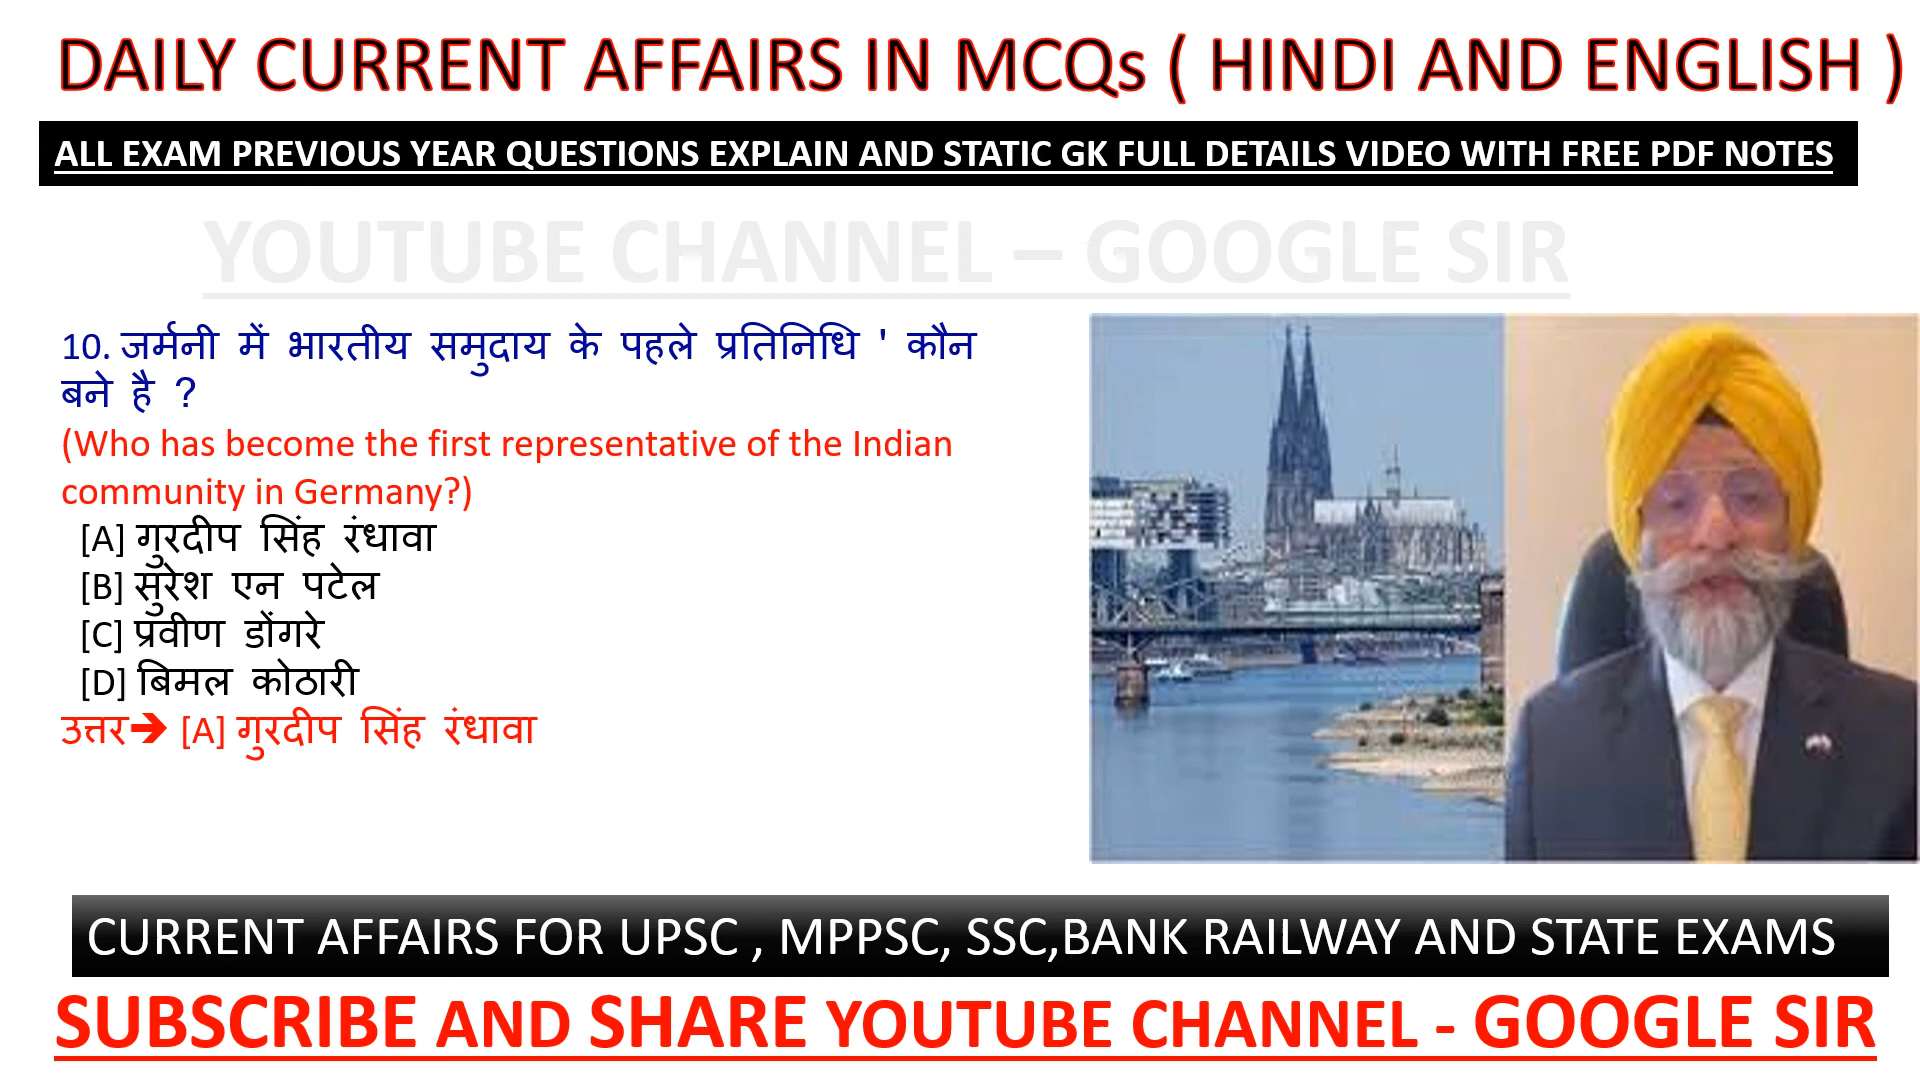 DAILY CURRENT AFFAIRS IN MCQs ( HINDI AND ENGLISH )
ALL EXAM PREVIOUS YEAR QUESTIONS EXPLAIN AND STATIC GK FULL DETAILS VIDEO WITH FREE PDF NOTES
YOUTUBE CHANNEL – GOOGLE SIR
10. जर्मनी में भारतीय समुदाय के पहले प्रतिनिधि ' कौन
बने है ?
(Who has become the first representative of the Indian
community in Germany?)
[A] गुरदीप सिंह रंधावा
[B] सुरेश एन पटेल
[C] प्रवीण डोंगरे
[D] बिमल कोठारी
उत्तर➔ [A] गुरदीप सिंह रंधावा
CURRENT AFFAIRS FOR UPSC , MPPSC, SSC,BANK RAILWAY AND STATE EXAMS
SUBSCRIBE AND SHARE YOUTUBE CHANNEL - GOOGLE SIR